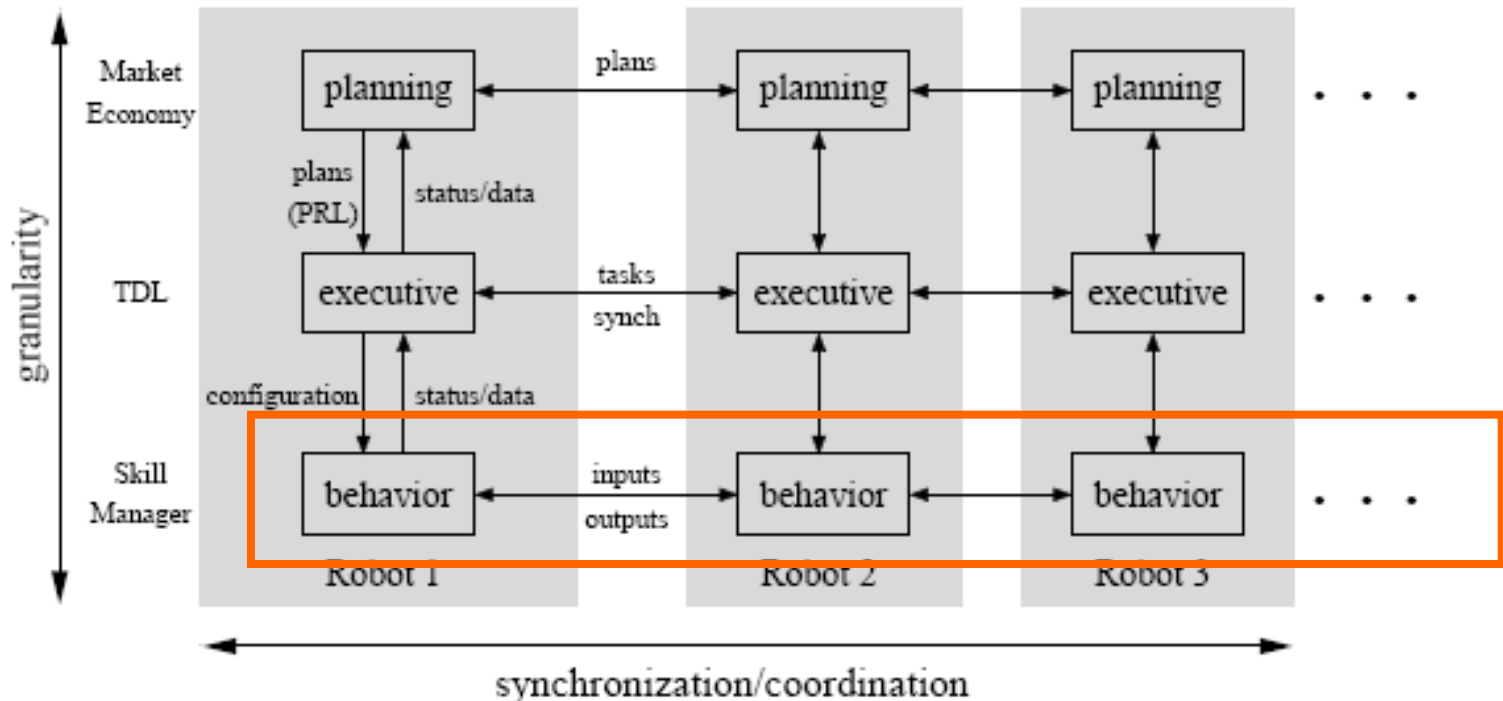 Market
Economy
planning
plans
planning
planning
. . .
plans
(PRL)
status/data
granularity
TDL
executive
tasks
synch
executive
executive
. . .
configuration
status/data
Skill
Manager
behavior
inputs
outputs
behavior
behavior
. . .
Robot 1
Robot 2
Robot 3
synchronization/coordination